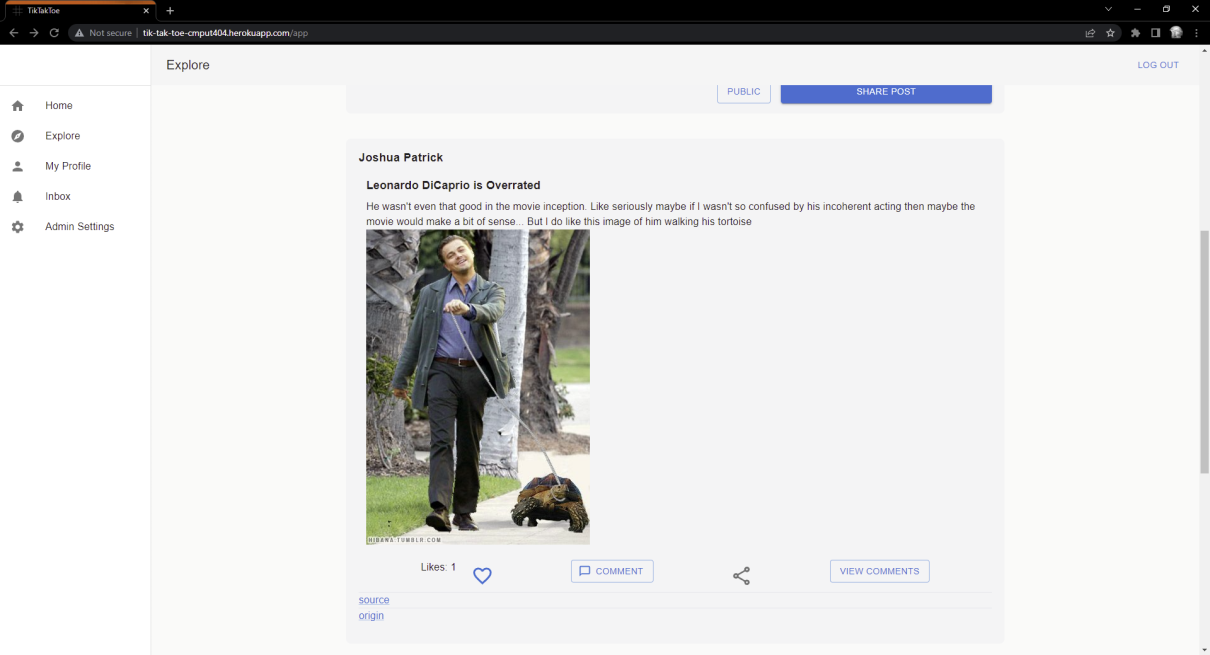 TikTakToe
Not secure
tik-tak-toe-cmput404.herokuapp.com/app
Explore
LOG OUT
Home
Explore
My Profile
Inbox
Admin Settings
PUBLIC
SHARE POST
Joshua Patrick
Leonardo DiCaprio is Overrated
He wasn't even that good in the movie inception. Like seriously maybe if I wasn't so confused by his incoherent acting then maybe the
movie would make a bit of sense... But I do like this image of him walking his tortoise
HIBAWA.TUMBLR.COM
Likes: 1
COMMENT
VIEW COMMENTS
source
origin